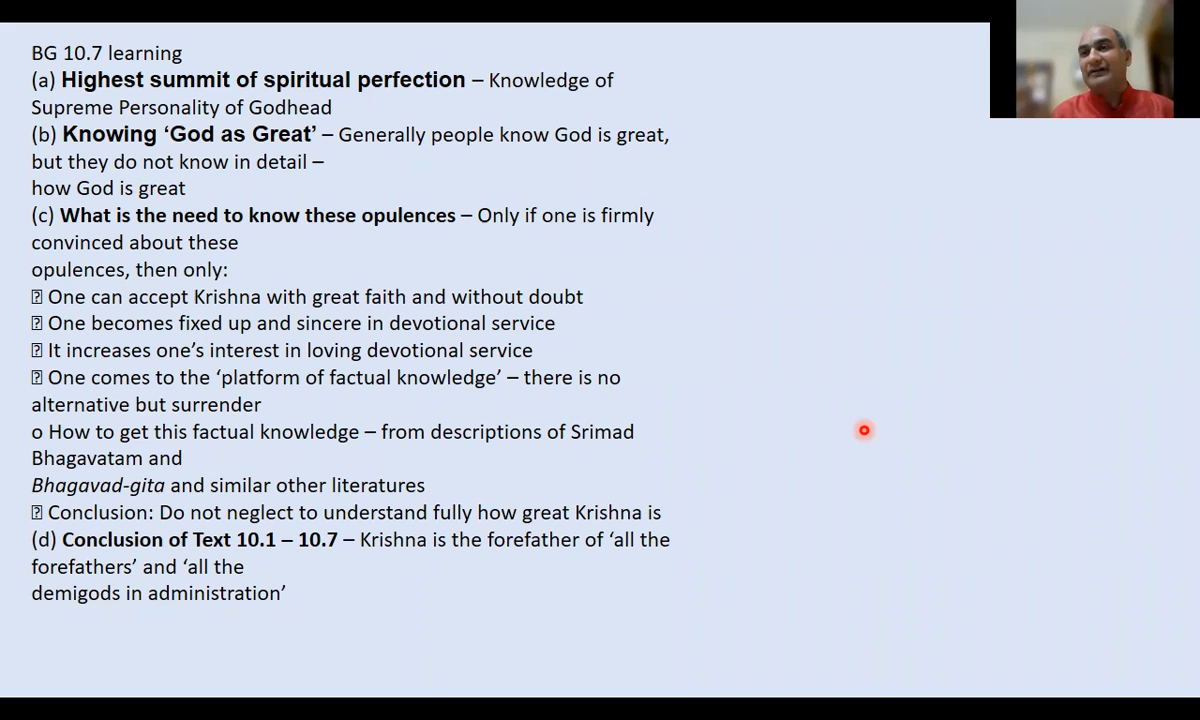 BG 10.7 learning
(a) Highest summit of spiritual perfection – Knowledge of
Supreme Personality of Godhead
(b) Knowing ‘God as Great’ – Generally people know God is great,
but they do not know in detail –
how God is great
(c) What is the need to know these opulences – Only if one is firmly
convinced about these
opulences, then only:
⍰ One can accept Krishna with great faith and without doubt
⍰ One becomes fixed up and sincere in devotional service
⍰ It increases one’s interest in loving devotional service
⍰ One comes to the ‘platform of factual knowledge’ – there is no
alternative but surrender
o How to get this factual knowledge – from descriptions of Srimad
Bhagavatam and
Bhagavad-gita and similar other literatures
⍰ Conclusion: Do not neglect to understand fully how great Krishna is
(d) Conclusion of Text 10.1 – 10.7 – Krishna is the forefather of ‘all the
forefathers’ and ‘all the
demigods in administration’